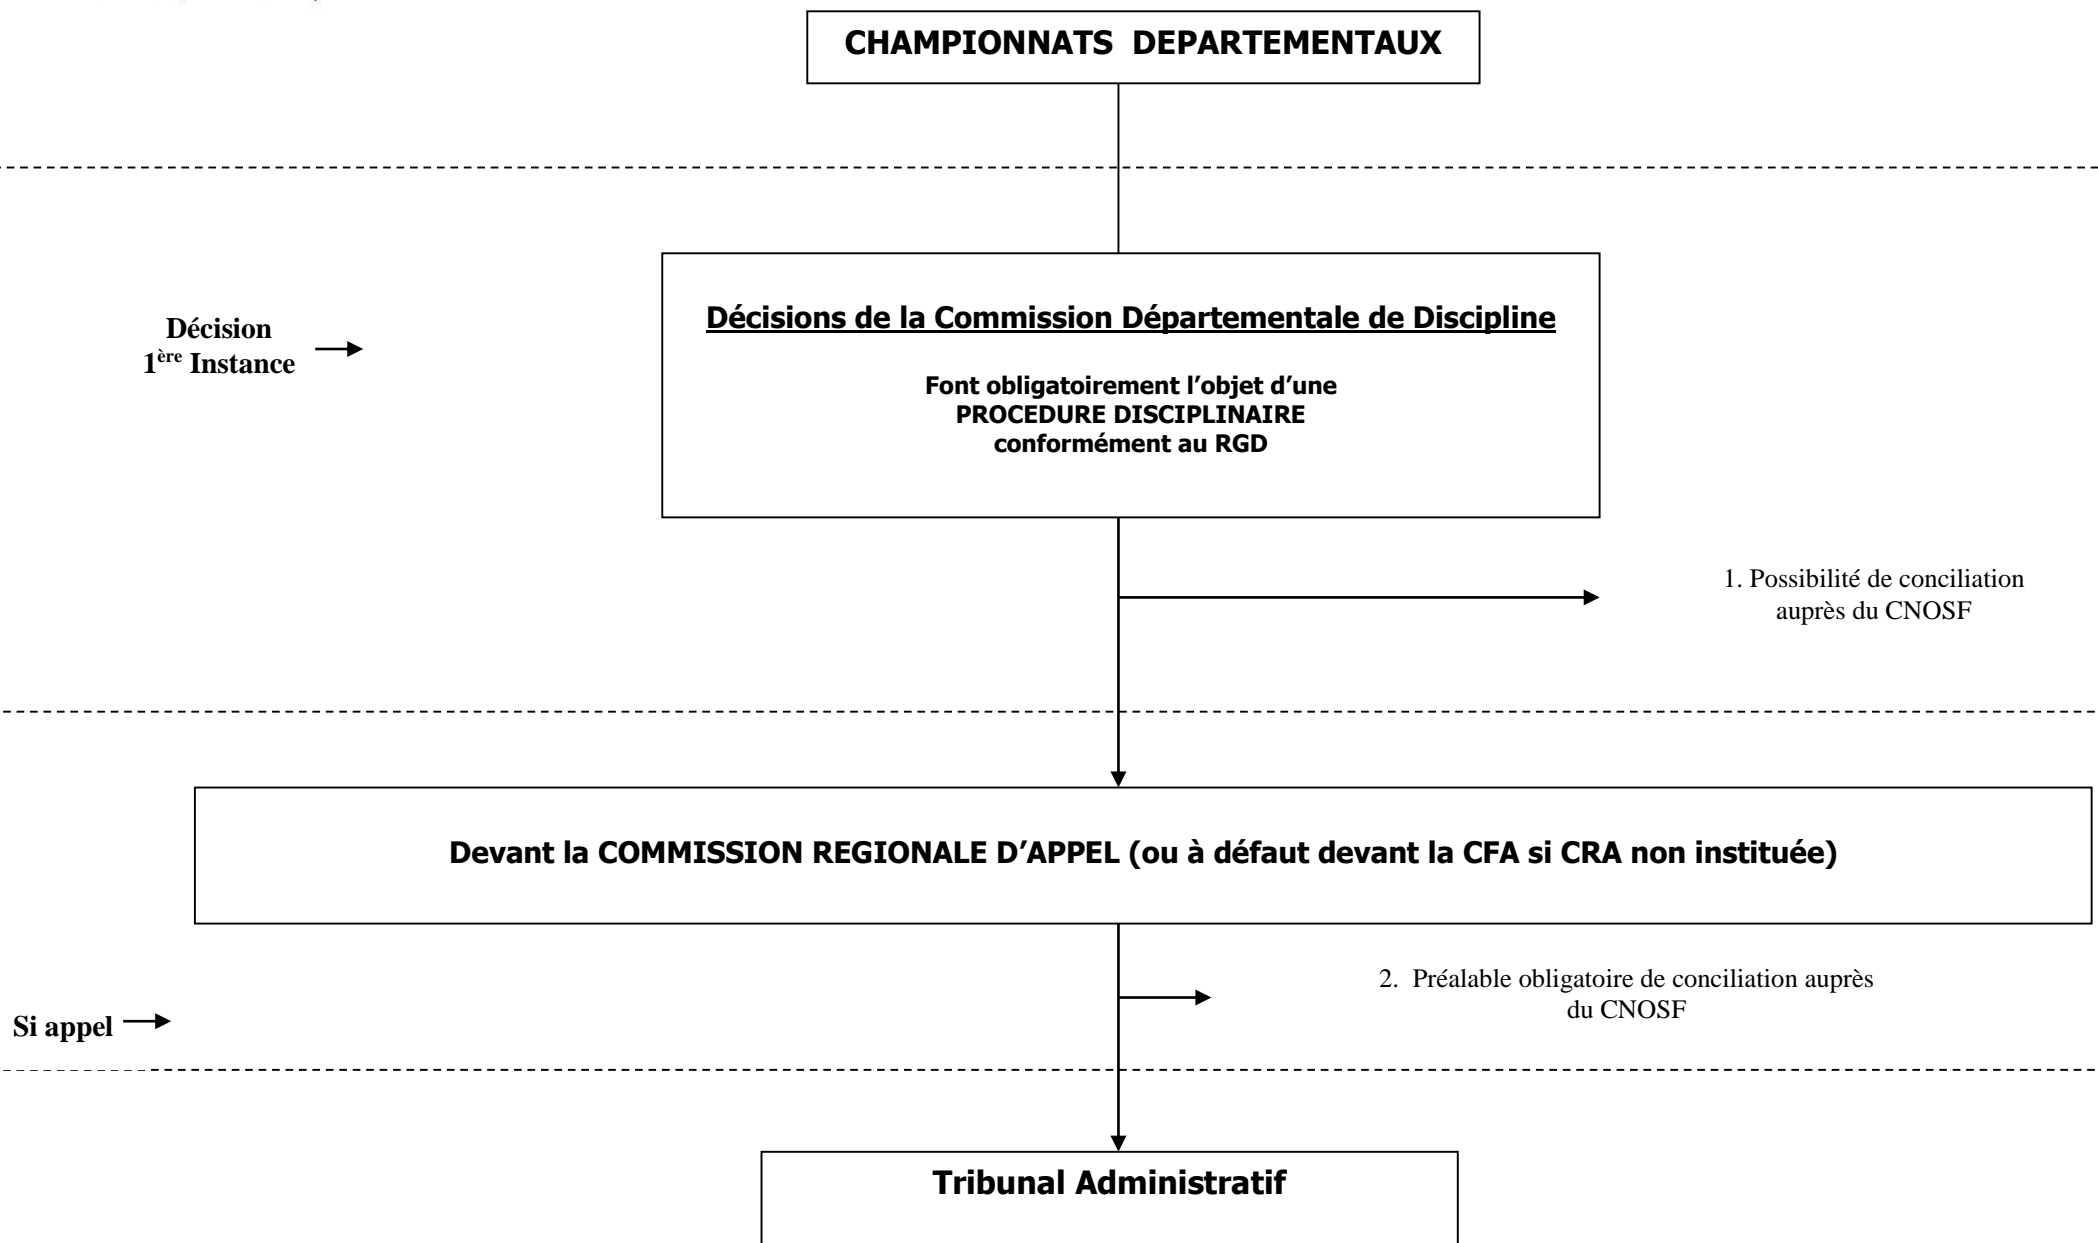 CHAMPIONNATS DEPARTEMENTAUX
Décision
1ère Instance
Décisions de la Commission Départementale de Discipline
Font obligatoirement l’objet d’une
PROCEDURE DISCIPLINAIRE
conformément au RGD
1. Possibilité de conciliation
auprès du CNOSF
Devant la COMMISSION REGIONALE D’APPEL (ou à défaut devant la CFA si CRA non instituée)
2. Préalable obligatoire de conciliation auprès
du CNOSF
Si appel
Tribunal Administratif